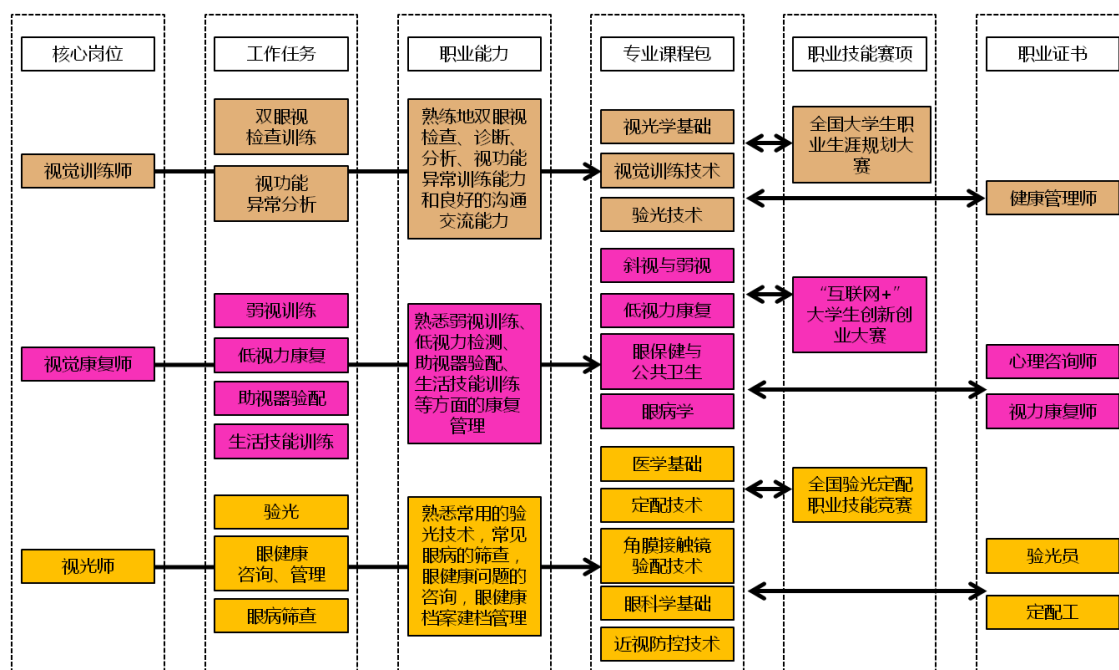 核心岗位
工作任务
职业能力
专业课程包
职业技能赛项
职业证书
视觉训练师
双眼视
检查训练
视功能
异常分析
熟练地双眼视
检查、诊断、
分析、视功能
异常训练能力
和良好的沟通
交流能力
视光学基础
视觉训练技术
验光技术
全国大学生职
业生涯规划大
赛
健康管理师
视觉康复师
弱视训练
低视力康复
助视器验配
生活技能训练
熟悉弱视训练、
低视力检测、
助视器验配、
生活技能训练
等方面的康复
管理
斜视与弱视
低视力康复
眼保健与
公共卫生
眼病学
“互联网+”
大学生创新创
业大赛
心理咨询师
视力康复师
视光师
验光
眼健康
咨询、管理
眼病筛查
熟悉常用的验
光技术，常见
眼病的筛查，
眼健康问题的
咨询，眼健康
档案建档管理
医学基础
定配技术
角膜接触镜
验配技术
眼科学基础
近视防控技术
全国验光定配
职业技能竞赛
验光员
定配工